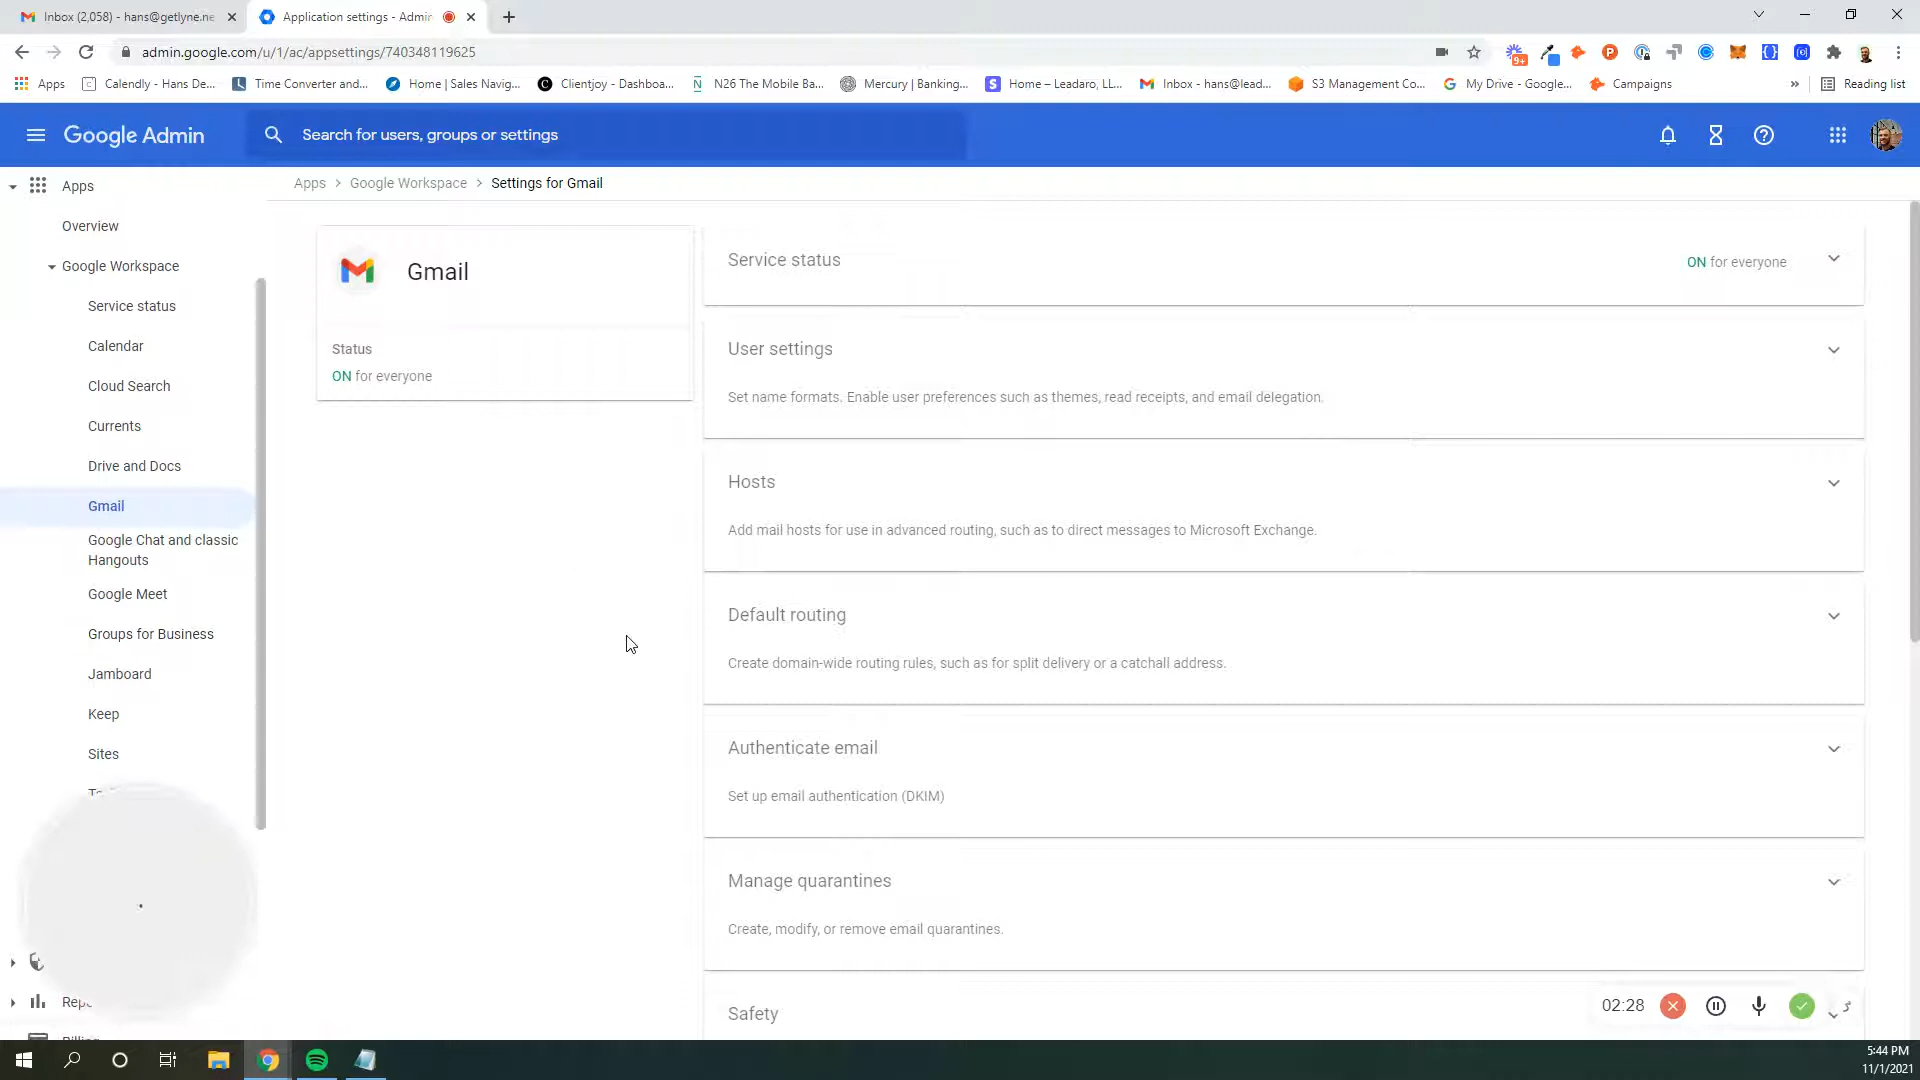 Inbox (2,058) - hans@getlyne.ne
Application settings - Admin
admin.google.com/u/1/ac/appsettings/740348119625
9+
Apps
Calendly - Hans De...
Time Converter and...
Home | Sales Navig...
Clientjoy - Dashboa...
N26 The Mobile Ba...
Mercury | Banking...
Home – Leadaro, LL...
Inbox - hans@lead...
S3 Management Co...
My Drive - Google...
Campaigns
»
Reading list
Google Admin
Search for users, groups or settings
Apps
Overview
Google Workspace
Service status
Calendar
Cloud Search
Currents
Drive and Docs
Gmail
Google Chat and classic
Hangouts
Google Meet
Groups for Business
Jamboard
Keep
Sites
Apps > Google Workspace > Settings for Gmail
Gmail
Status
ON for everyone
Service status
ON for everyone
User settings
Set name formats. Enable user preferences such as themes, read receipts, and email delegation.
Hosts
Add mail hosts for use in advanced routing, such as to direct messages to Microsoft Exchange.
Default routing
Create domain-wide routing rules, such as for split delivery or a catchall address.
Authenticate email
Set up email authentication (DKIM)
Manage quarantines
Create, modify, or remove email quarantines.
Safety
02:28
5:44 PM
11/1/2021